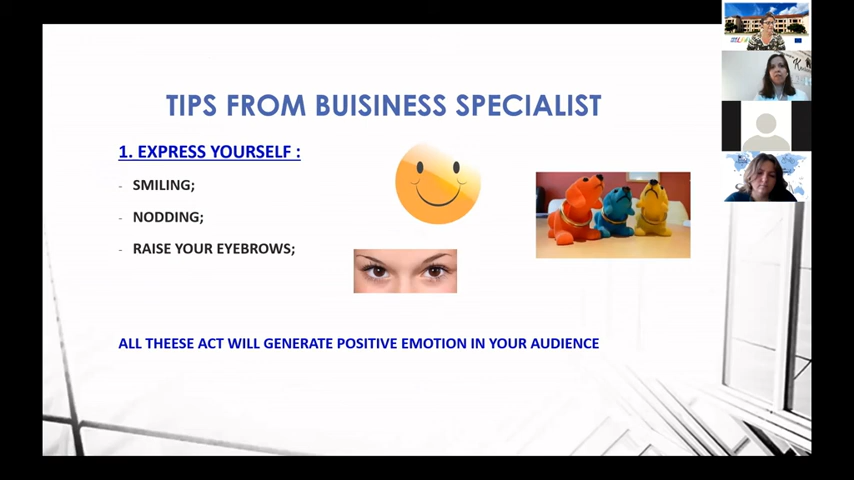 TIPS FROM BUISINESS SPECIALIST
1. EXPRESS YOURSELF :
- SMILING;
- NODDING;
- RAISE YOUR EYEBROWS;
ALL THEESE ACT WILL GENERATE POSITIVE EMOTION IN YOUR AUDIENCE